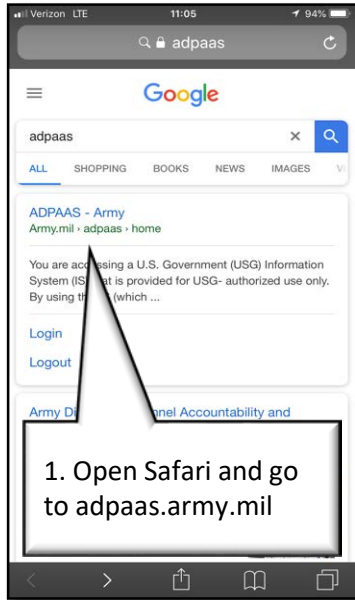 Verizon LTE 11:05 94%
adpaas
Google
adpaas
ALL SHOPPING BOOKS NEWS IMAGES
ADPAAS - Army
Army.mil › adpaas › home
You are accessing a U.S. Government (USG) Information
System (IS) that is provided for USG- authorized use only.
By using th (which ...
Login
Logout
Army Di nnel Accountability and
1. Open Safari and go
to adpaas.army.mil